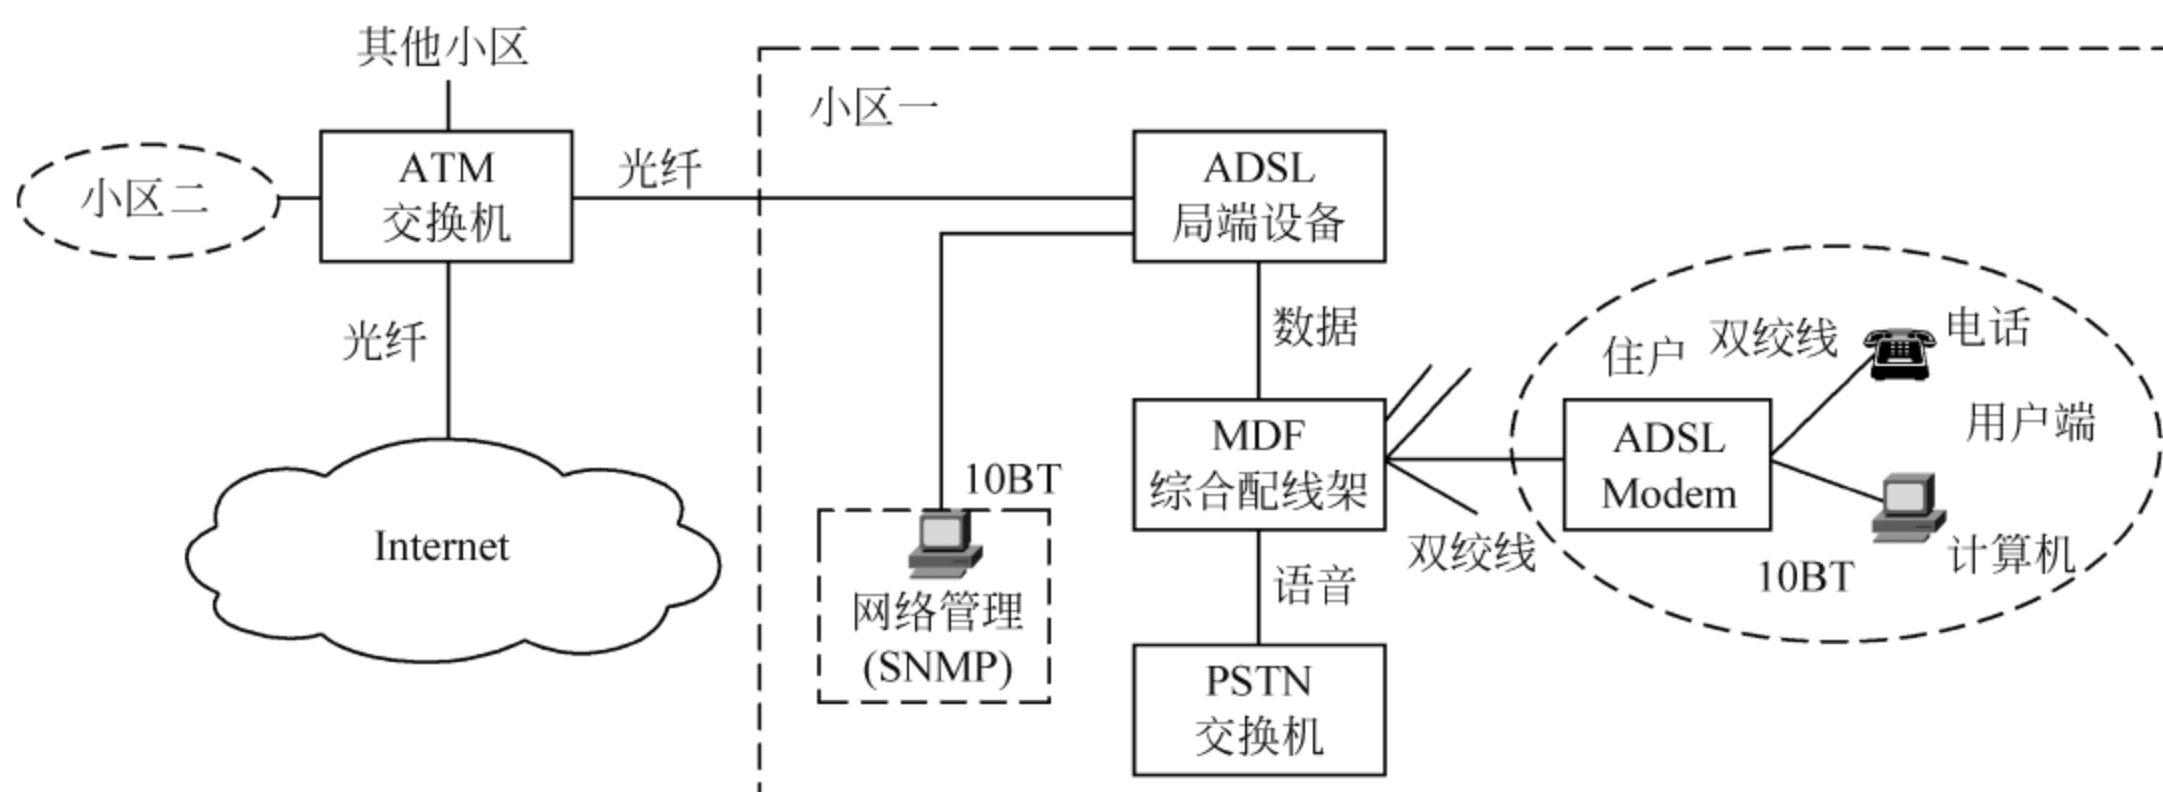 其他小区
小区一
小区二
ATM
交换机
光纤
ADSL
局端设备
光纤
数据
住户
双绞线
电话
用户端
MDF
综合配线架
ADSL
Modem
10BT
双绞线
计算机
10BT
Internet
网络管理
(SNMP)
语音
PSTN
交换机